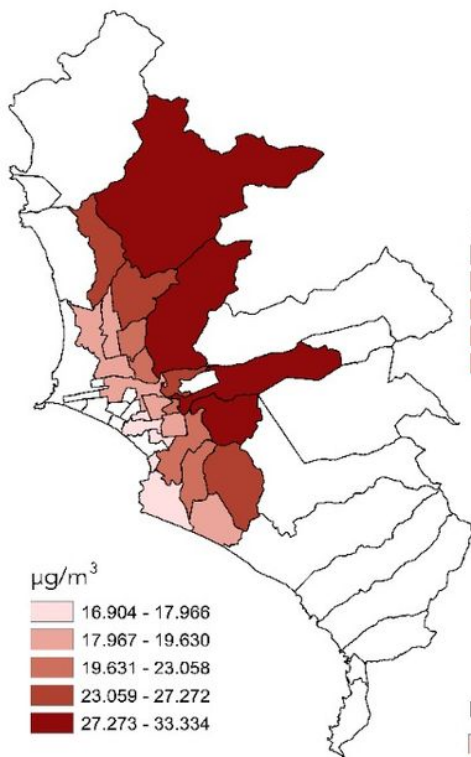 µg/m³
16.904 - 17.966
17.967 - 19.630
19.631 - 23.058
23.059 - 27.272
27.273 - 33.334